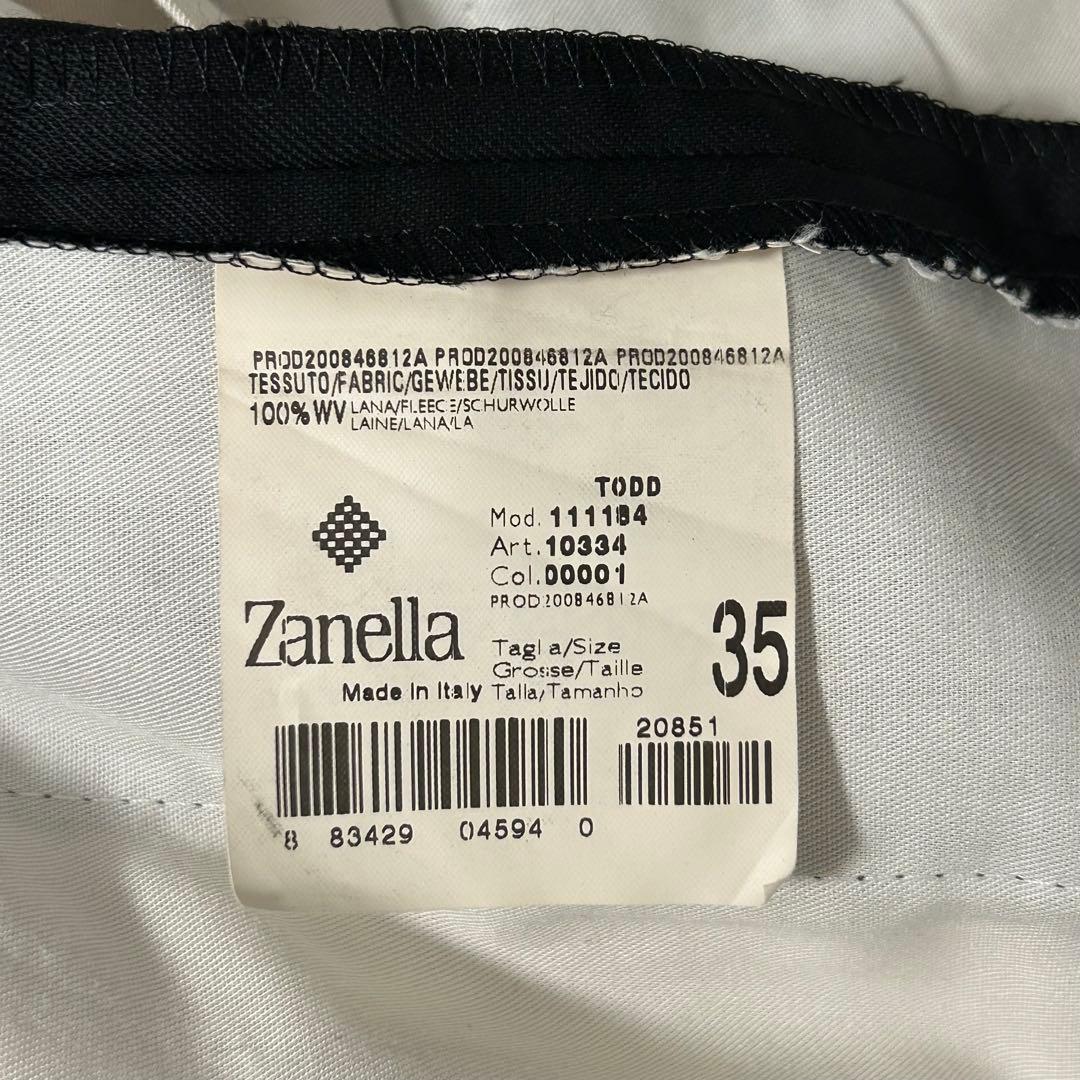 PROD200846812A PROD200846812A PROD200846812A
TESSUTO/FABRIC/GEWEBE/TISSU/TEJIDO/TECIDO
100% WV LANA/FLEECE/SCHURWOLLE
LAINE/LANA/LA
TODD
Mod. 111184
Art. 10334
Col. 00001
PROD200846812A
Zanella
Taglia/Size
Grosse/Taille
Made in Italy Talla/Tamanho
35
20851
8 83429 04594 0